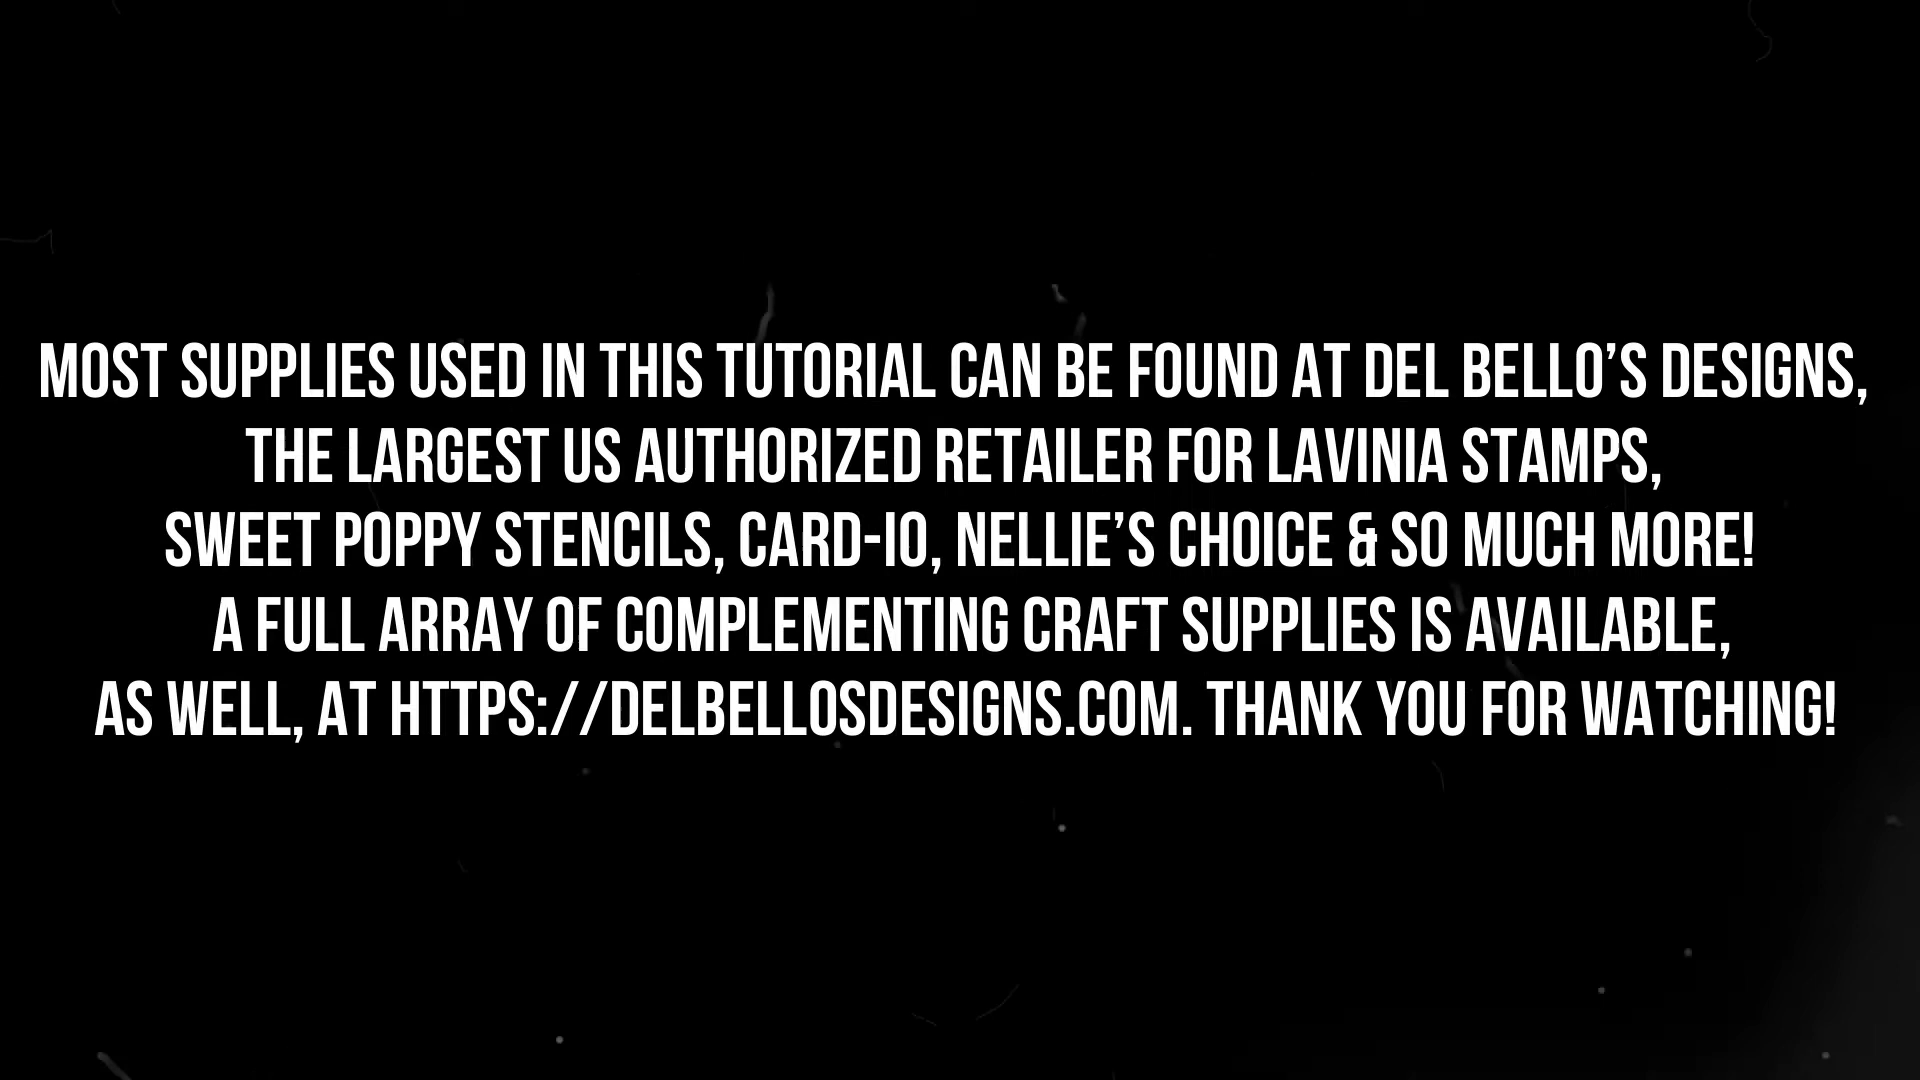 MOST SUPPLIES USED IN THIS TUTORIAL CAN BE FOUND AT DEL BELLO’S DESIGNS,
THE LARGEST US AUTHORIZED RETAILER FOR LAVINIA STAMPS,
SWEET POPPY STENCILS, CARD-IO, NELLIE’S CHOICE & SO MUCH MORE!
A FULL ARRAY OF COMPLEMENTING CRAFT SUPPLIES IS AVAILABLE,
AS WELL, AT HTTPS://DELBELLOSDESIGNS.COM. THANK YOU FOR WATCHING!